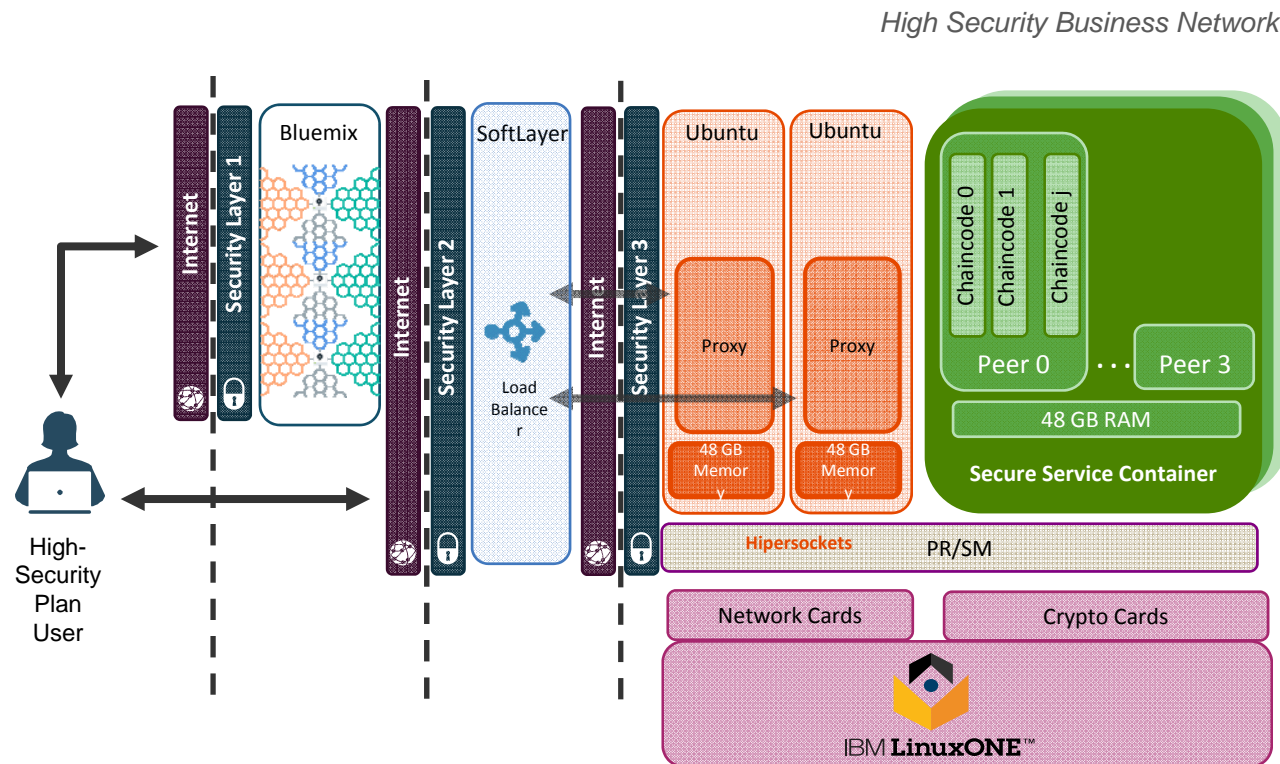 High Security Business Network
Internet
Security Layer 1
Bluemix
Internet
Security Layer 2
SoftLayer
Load
Balance
r
Internet
Security Layer 3
Ubuntu
Proxy
48 GB
Memor
y
Ubuntu
Proxy
48 GB
Memor
y
Chaincode 0
Chaincode 1
Chaincode j
Peer 0
...
Peer 3
48 GB RAM
Secure Service Container
High-
Security
Plan
User
Hipersockets
PR/SM
Network Cards
Crypto Cards
IBM LinuxONE™